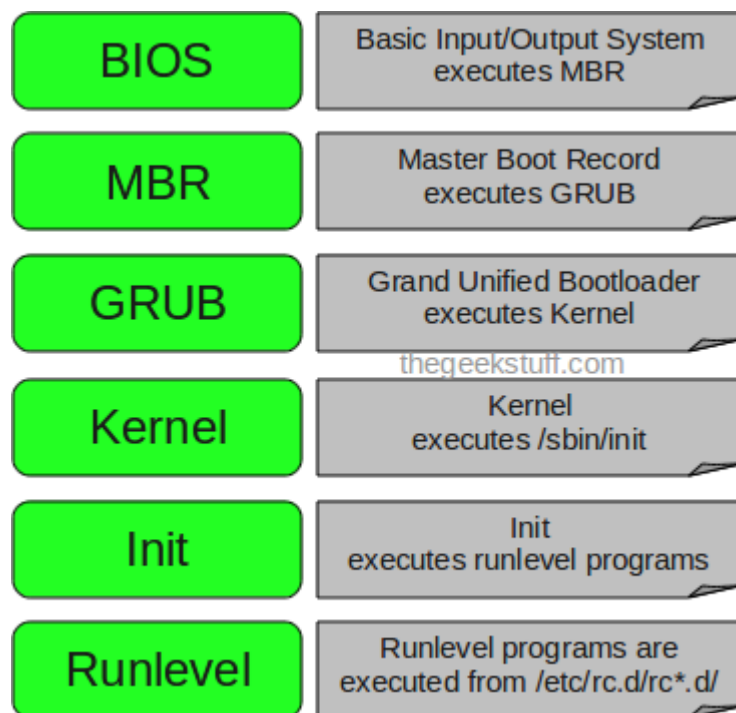 BIOS
Basic Input/Output System
executes MBR
MBR
Master Boot Record
executes GRUB
GRUB
Grand Unified Bootloader
executes Kernel
thegeekstuff.com
Kernel
Kernel
executes /sbin/init
Init
Init
executes runlevel programs
Runlevel
Runlevel programs are
executed from /etc/rc.d/rc*.d/